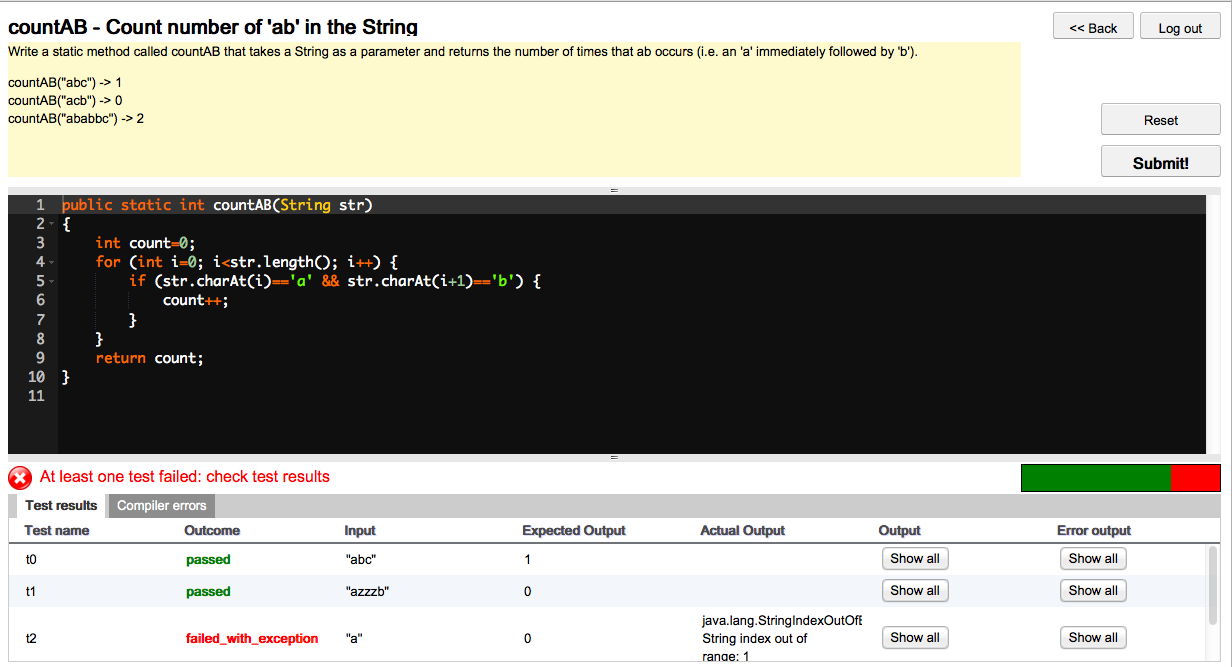 countAB - Count number of 'ab' in the String
<< Back
Log out
Write a static method called countAB that takes a String as a parameter and returns the number of times that ab occurs (i.e. an 'a' immediately followed by 'b').
countAB("abc") -> 1
countAB("acb") -> 0
countAB("ababbc") -> 2
Reset
Submit!
1 public static int countAB(String str)
2 {
3     int count=0;
4     for (int i=0; i<str.length(); i++) {
5         if (str.charAt(i)=='a' && str.charAt(i+1)=='b') {
6             count++;
7         }
8     }
9     return count;
10 }
11
At least one test failed: check test results
Test results Compiler errors
Test name Outcome Input Expected Output Actual Output Output Error output
t0 passed "abc" 1 Show all Show all
t1 passed "azzzb" 0 Show all Show all
java.lang.StringIndexOutOfB
t2 failed_with_exception "a" 0 String index out of Show all Show all
range: 1